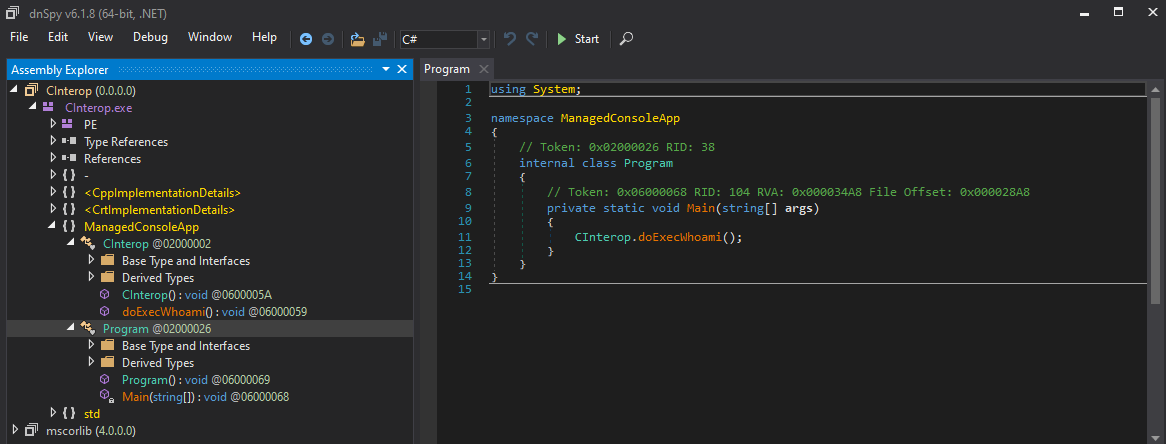 dnSpy v6.1.8 (64-bit, .NET)
File Edit View Debug Window Help C# Start
Assembly Explorer
CInterop (0.0.0.0)
CInterop.exe
PE
Type References
References
{ } -
{ } <CppImplementationDetails>
{ } <CrtImplementationDetails>
{ } ManagedConsoleApp
CInterop @02000002
Base Type and Interfaces
Derived Types
CInterop() : void @0600005A
doExecWhoami() : void @06000059
Program @02000026
Base Type and Interfaces
Derived Types
Program() : void @06000069
Main(string[]) : void @06000068
{ } std
mscorlib (4.0.0.0)
Program
1 using System;
2
3 namespace ManagedConsoleApp
4 {
5 // Token: 0x02000026 RID: 38
6 internal class Program
7 {
8 // Token: 0x06000068 RID: 104 RVA: 0x000034A8 File Offset: 0x000028A8
9 private static void Main(string[] args)
10 {
11 CInterop.doExecWhoami();
12 }
13 }
14 }
15